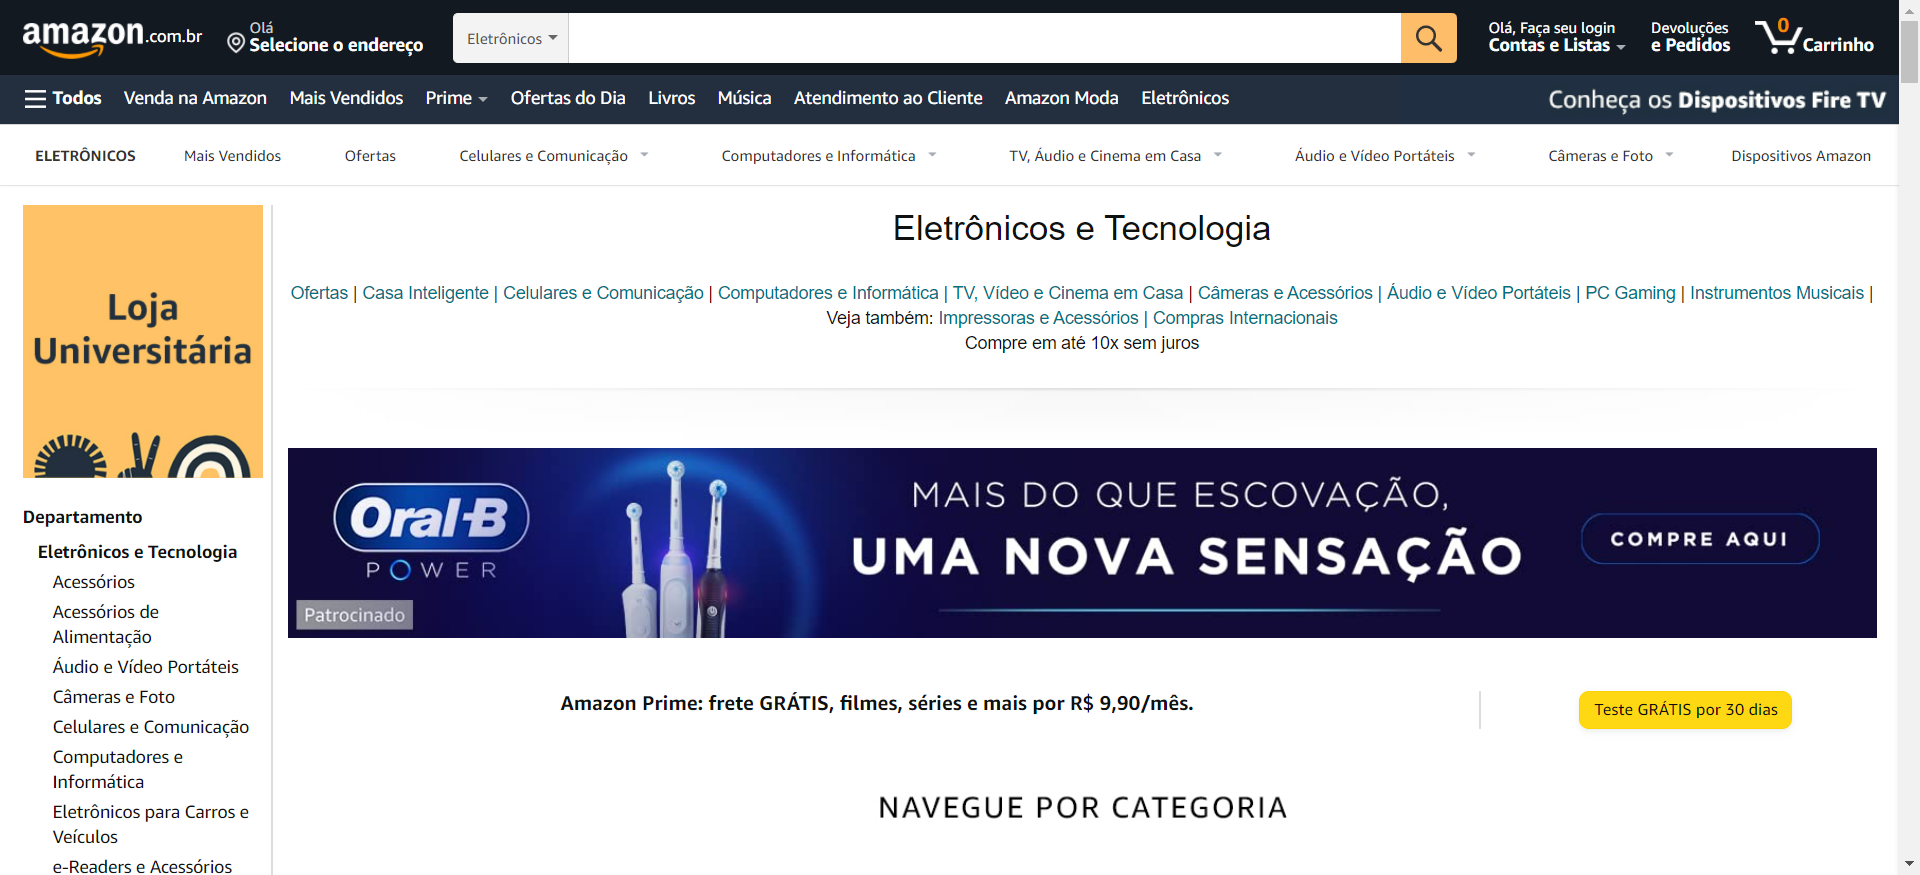 amazon.com.br
Olá
Selecione o endereço
Eletrônicos
Olá, Faça seu login
Contas e Listas
Devoluções
e Pedidos
0
Carrinho
Todos Venda na Amazon Mais Vendidos Prime Ofertas do Dia Livros Música Atendimento ao Cliente Amazon Moda Eletrônicos
Conheça os Dispositivos Fire TV
ELETRÔNICOS Mais Vendidos Ofertas Celulares e Comunicação Computadores e Informática TV, Áudio e Cinema em Casa Áudio e Vídeo Portáteis Câmeras e Foto Dispositivos Amazon
Loja
Universitária
Departamento
Eletrônicos e Tecnologia
Acessórios
Acessórios de
Alimentação
Áudio e Vídeo Portáteis
Câmeras e Foto
Celulares e Comunicação
Computadores e
Informática
Eletrônicos para Carros e
Veículos
e-Readers e Acessórios
Eletrônicos e Tecnologia
Ofertas | Casa Inteligente | Celulares e Comunicação | Computadores e Informática | TV, Vídeo e Cinema em Casa | Câmeras e Acessórios | Áudio e Vídeo Portáteis | PC Gaming | Instrumentos Musicais |
Veja também: Impressoras e Acessórios | Compras Internacionais
Compre em até 10x sem juros
Oral-B
POWER
Patrocinado
MAIS DO QUE ESCOVAÇÃO,
UMA NOVA SENSAÇÃO
COMPRE AQUI
Amazon Prime: frete GRÁTIS, filmes, séries e mais por R$ 9,90/mês.
Teste GRÁTIS por 30 dias
NAVEGUE POR CATEGORIA